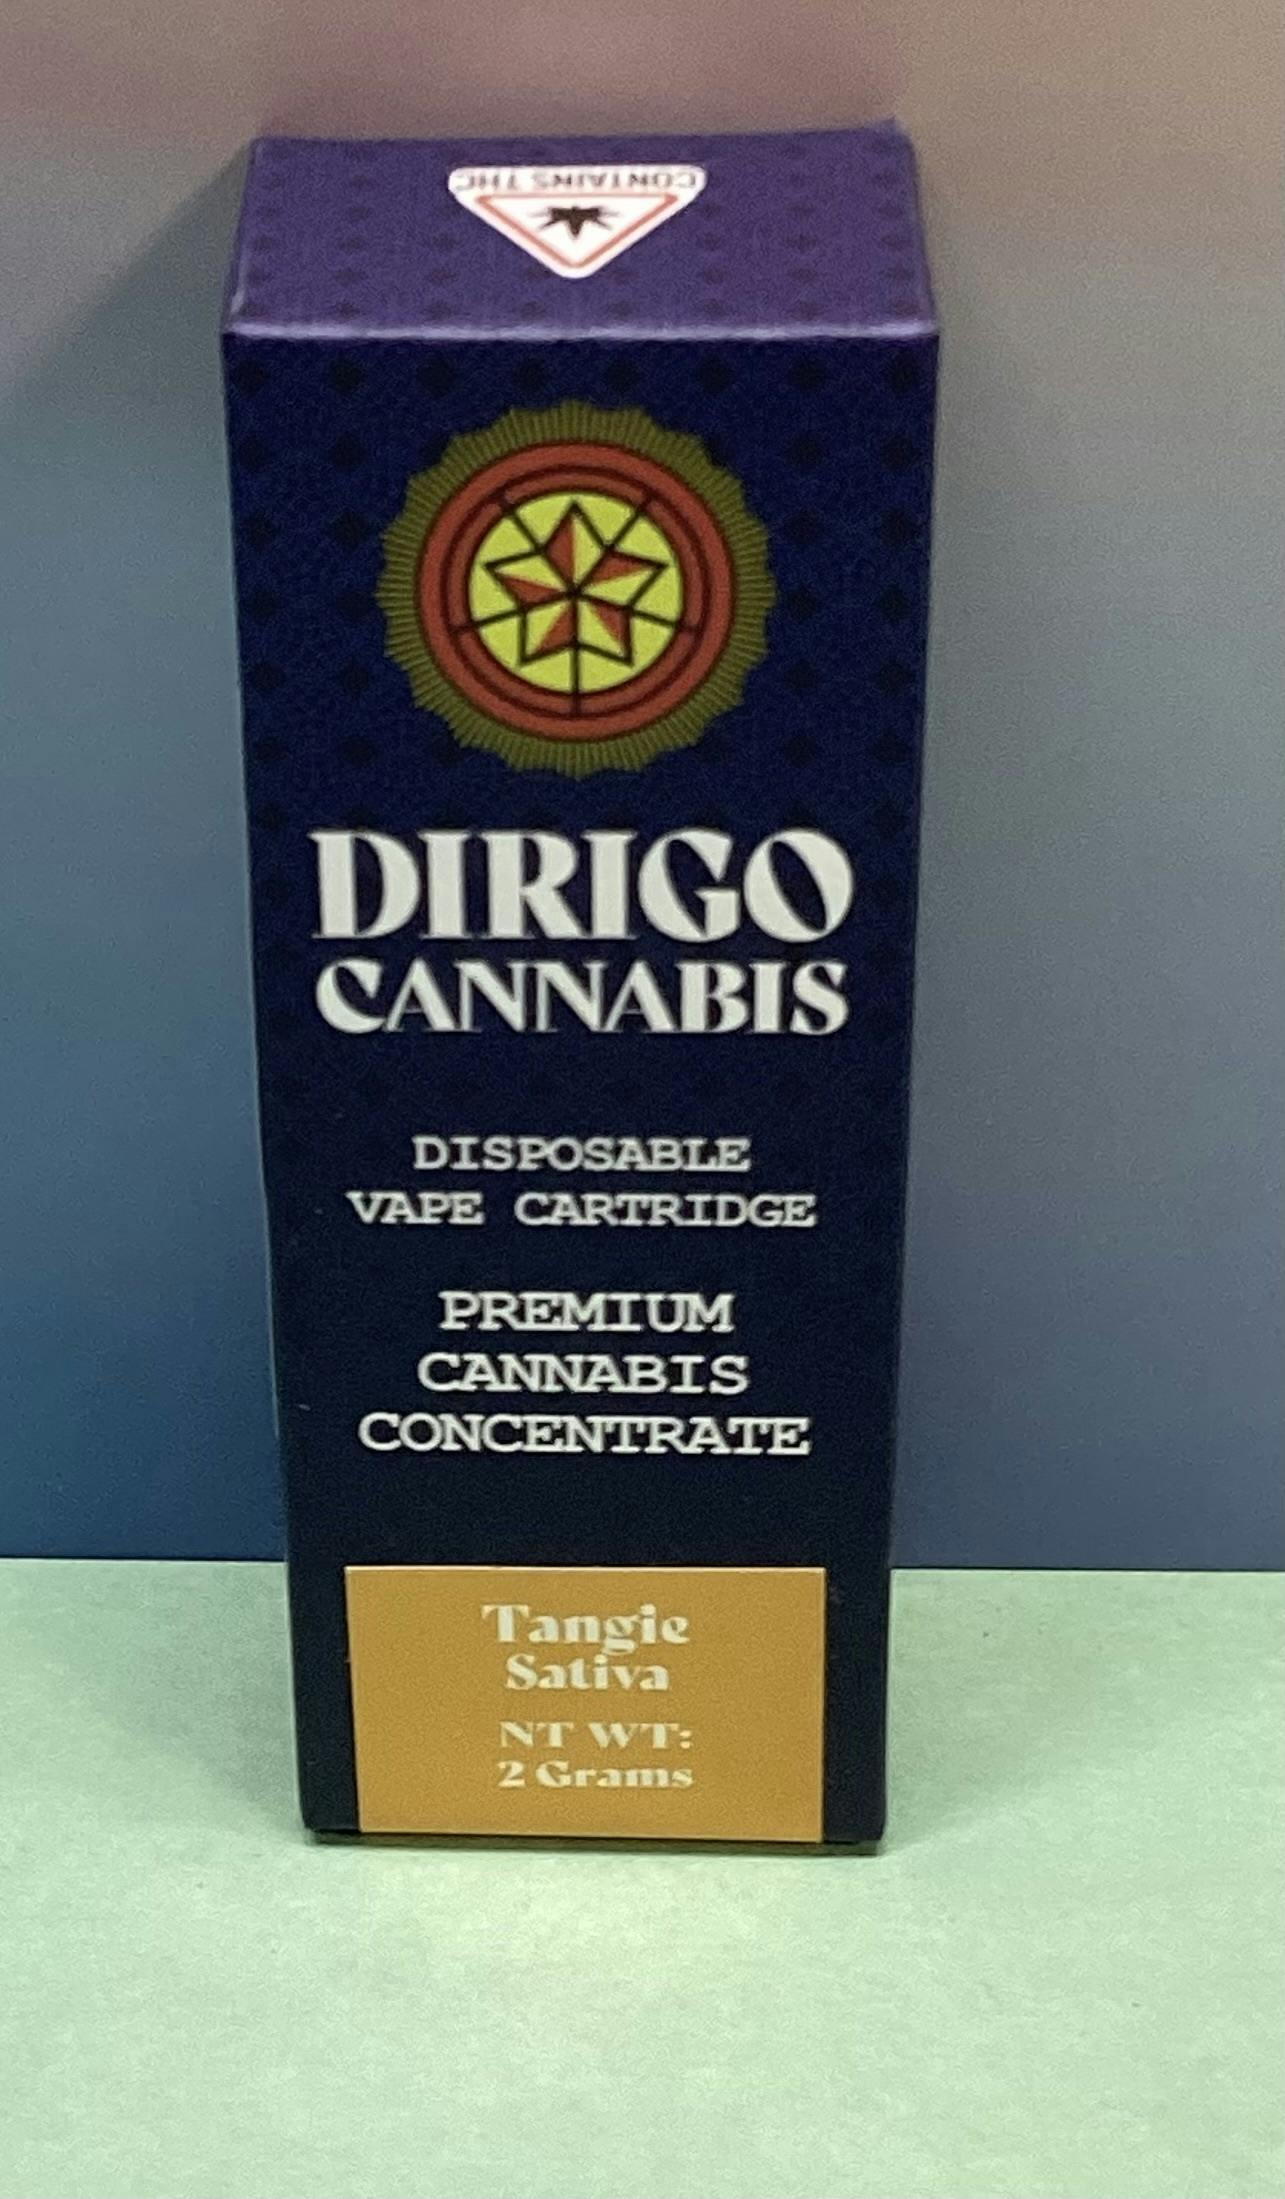 CONTAINS THC
DIRIGO
CANNABIS
DISPOSABLE
VAPE CARTRIDGE
PREMIUM
CANNABIS
CONCENTRATE
Tangie
Sativa
NT WT:
2 Grams